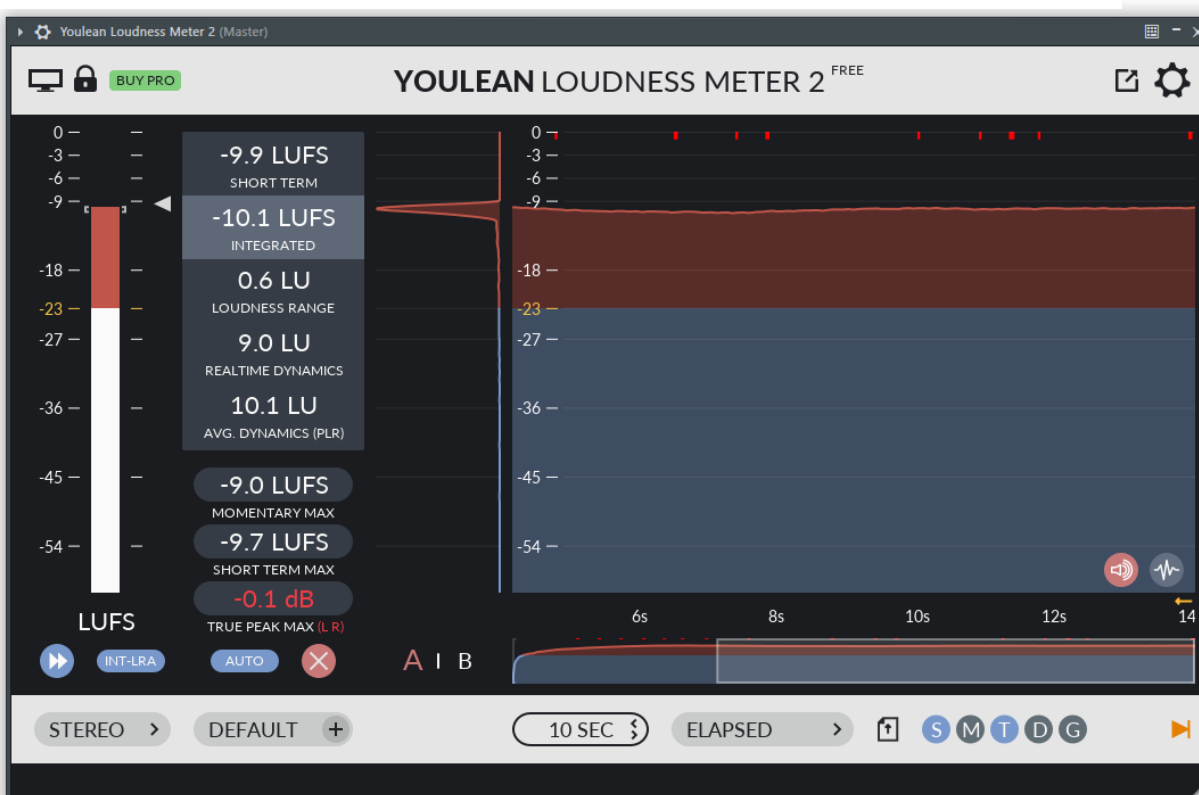 Youlean Loudness Meter 2 (Master)
BUY PRO
YOULEAN LOUDNESS METER 2 FREE
0
-3
-6
-9
-18
-23
-27
-36
-45
-54
LUFS
INT-LRA
-9.9 LUFS
SHORT TERM
-10.1 LUFS
INTEGRATED
0.6 LU
LOUDNESS RANGE
9.0 LU
REALTIME DYNAMICS
10.1 LU
AVG. DYNAMICS (PLR)
-9.0 LUFS
MOMENTARY MAX
-9.7 LUFS
SHORT TERM MAX
-0.1 dB
TRUE PEAK MAX (L R)
AUTO
A I B
0
-3
-6
-9
-18
-23
-27
-36
-45
-54
6s 8s 10s 12s 14
STEREO DEFAULT + 10 SEC ELAPSED S M T D G